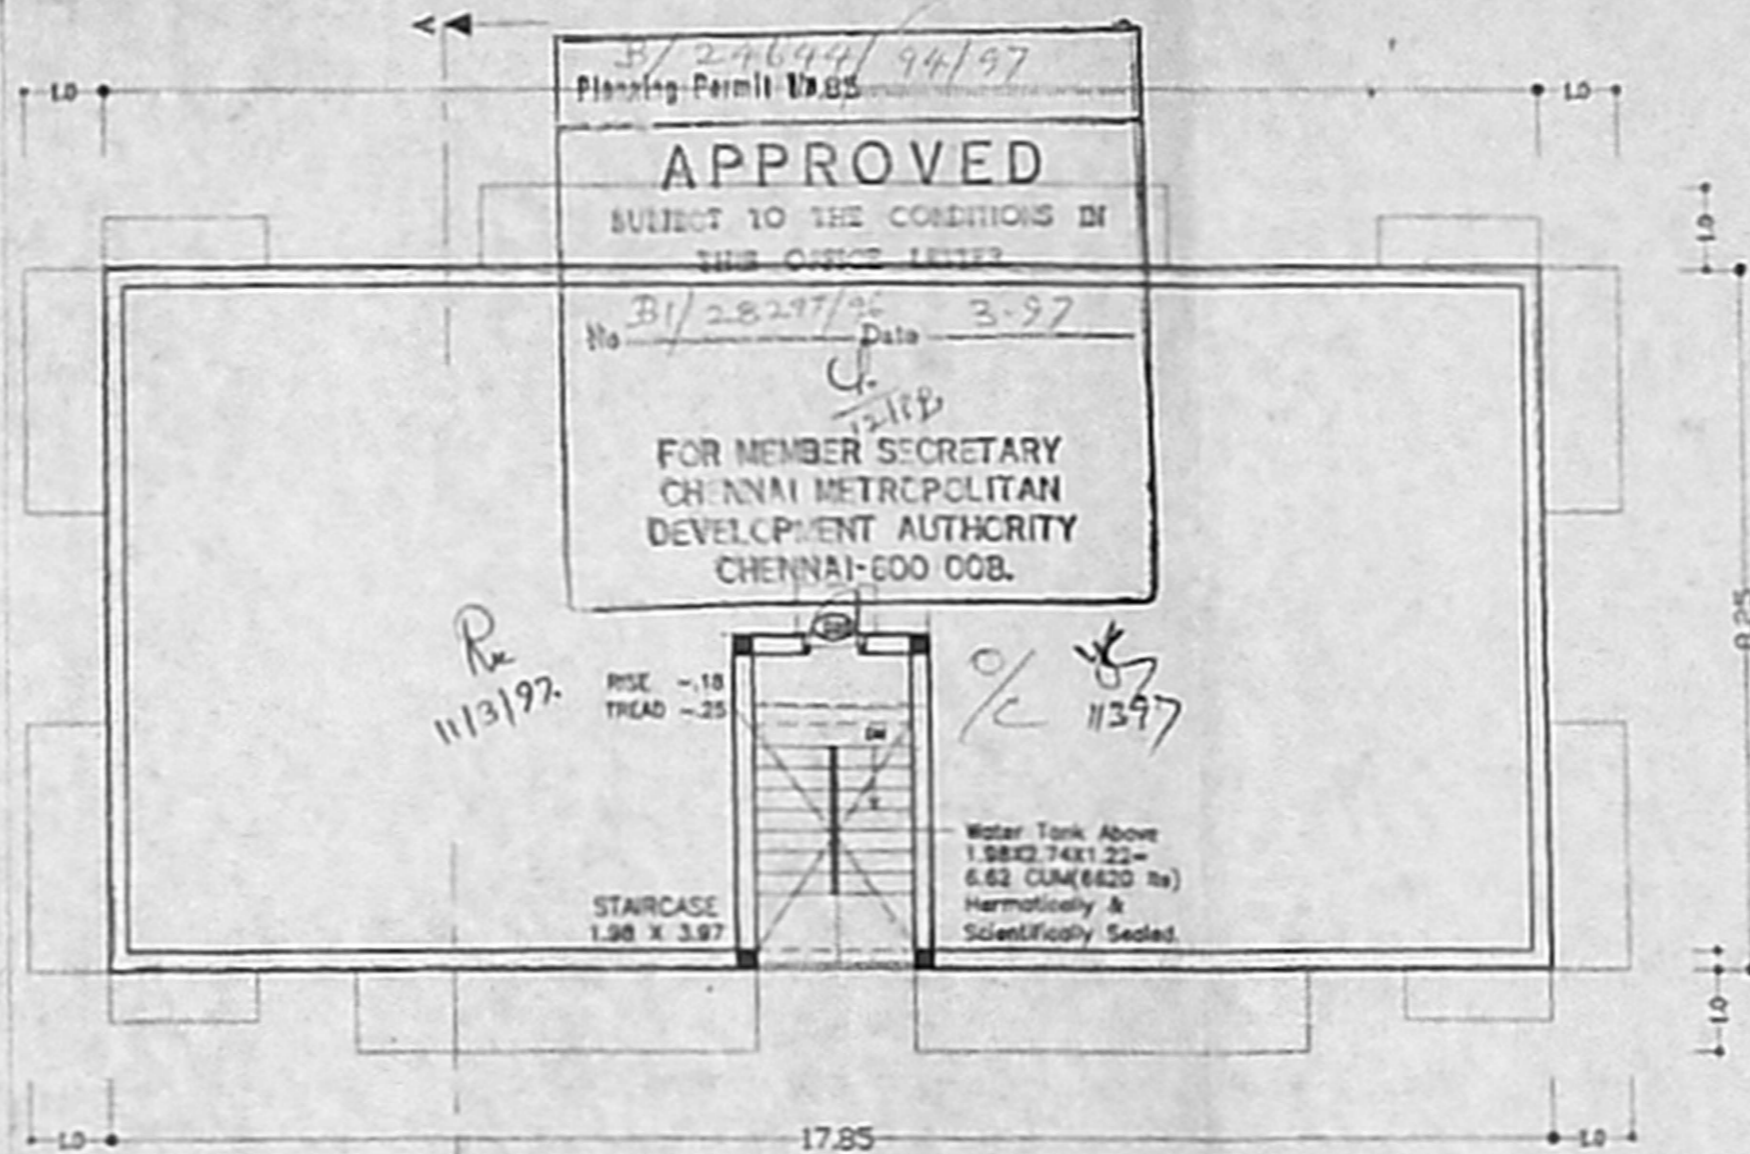 A
B/24644/94/97
Planning Permit No.
17.85
1.0
1.0
APPROVED
SUBJECT TO THE CONDITIONS IN
THIS OFFICE LETTER
No B1/28297/96 Date 3-97
FOR MEMBER SECRETARY
CHENNAI METROPOLITAN
DEVELOPMENT AUTHORITY
CHENNAI-600 008.
1.0
11/3/97.
O/C
11397
RISE -.18
TREAD -.25
Water Tank Above
1.98X2.74X1.22=
6.62 CUM(6620 lts)
Hermatically &
Scientifically Sealed.
STAIRCASE
1.98 X 3.97
1.0
1.0
17.85
1.0